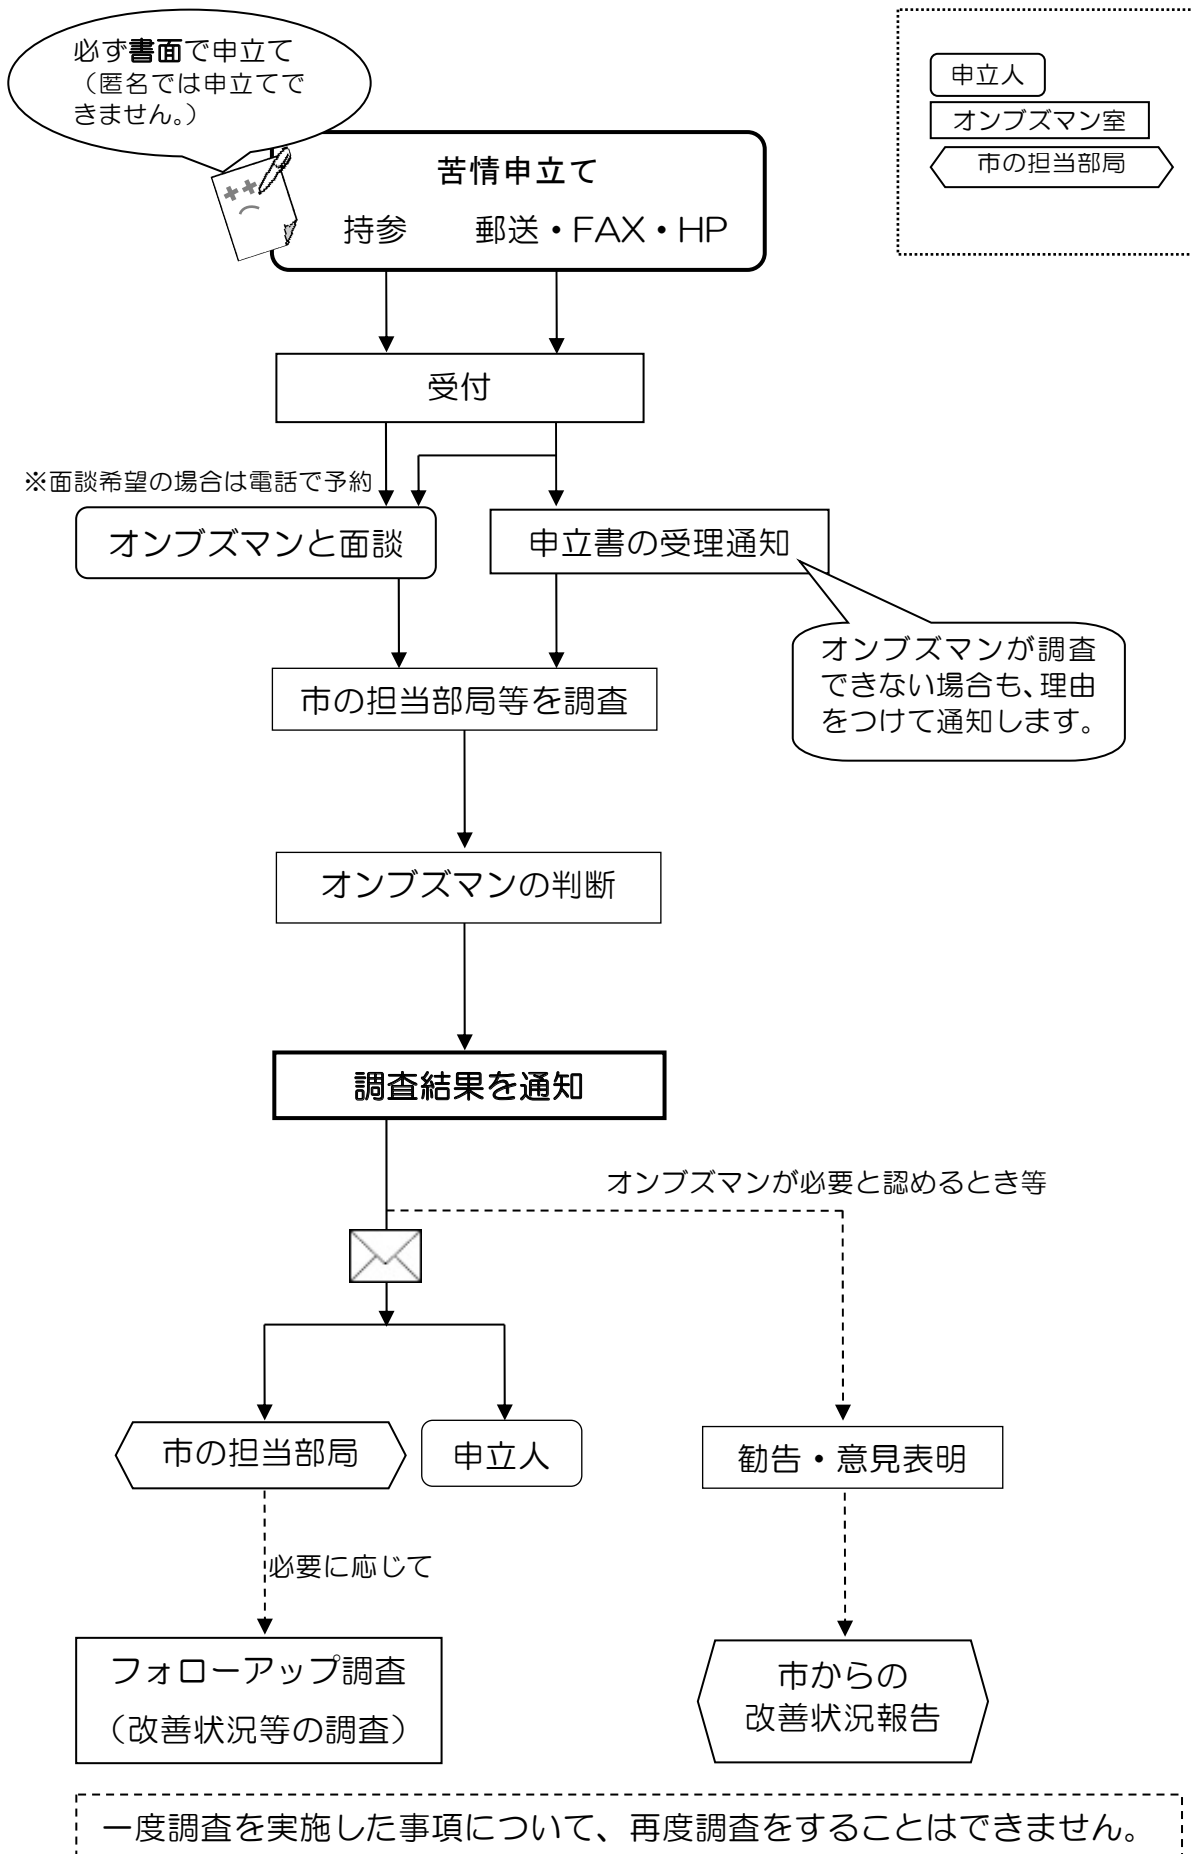 必ず書面で申立て
（匿名では申立てで
きません。）
申立人
オンブズマン室
市の担当部局
苦情申立て
持参　郵送・FAX・HP
受付
※面談希望の場合は電話で予約
オンブズマンと面談
申立書の受理通知
オンブズマンが調査
できない場合も、理由
をつけて通知します。
市の担当部局等を調査
オンブズマンの判断
調査結果を通知
オンブズマンが必要と認めるとき等
市の担当部局
申立人
勧告・意見表明
必要に応じて
フォローアップ調査
（改善状況等の調査）
市からの
改善状況報告
一度調査を実施した事項について、再度調査をすることはできません。